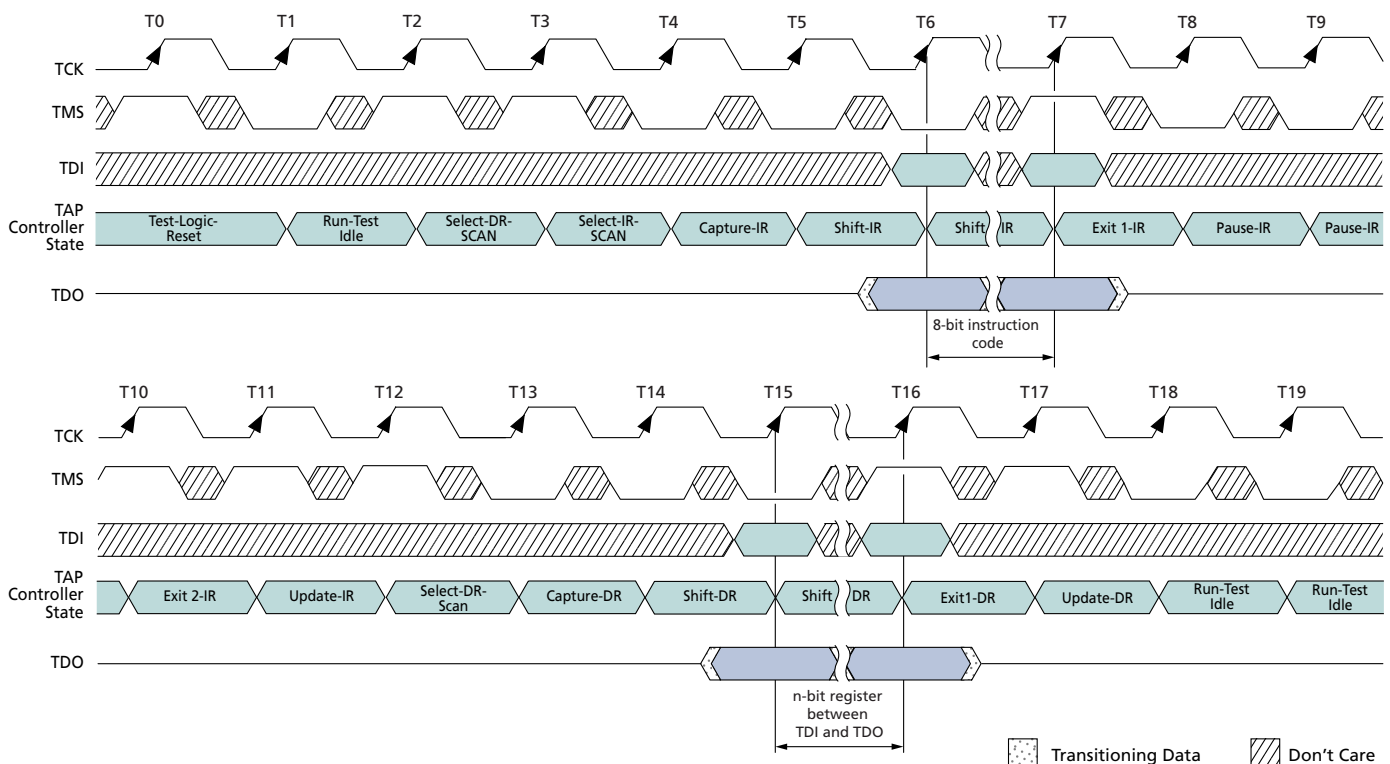 T0 T1 T2 T3 T4 T5 T6 T7 T8 T9
TCK
TMS
TDI
TAP
Controller
State
Test-Logic-
Reset
Run-Test
Idle
Select-DR-
SCAN
Select-IR-
SCAN
Capture-IR
Shift-IR
Shift IR
Exit 1-IR
Pause-IR
Pause-IR
TDO
8-bit instruction
code
T10 T11 T12 T13 T14 T15 T16 T17 T18 T19
TCK
TMS
TDI
TAP
Controller
State
Exit 2-IR
Update-IR
Select-DR-
Scan
Capture-DR
Shift-DR
Shift DR
Exit1-DR
Update-DR
Run-Test
Idle
Run-Test
Idle
TDO
n-bit register
between
TDI and TDO
Transitioning Data
Don't Care